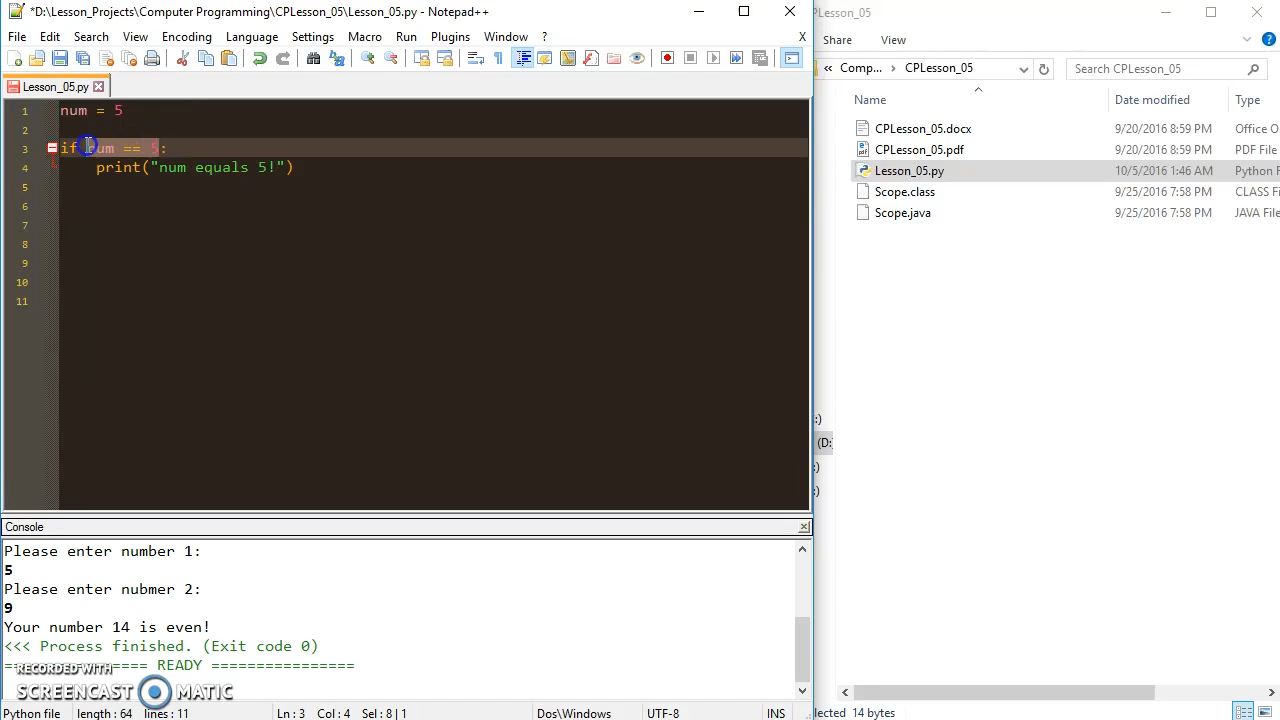 *D:\Lesson_Projects\Computer Programming\CPLesson_05\Lesson_05.py - Notepad++
File Edit Search View Encoding Language Settings Macro Run Plugins Window ? X
Lesson_05.py
1 num = 5
2
3 if num == 5:
4 print("num equals 5!")
5
6
7
8
9
10
11
Console
Please enter number 1:
5
Please enter nubmer 2:
9
Your number 14 is even!
<<< Process finished. (Exit code 0)
READY ================
RECORDED WITH
SCREENCAST MATIC
Python file length : 64 lines : 11 Ln : 3 Col : 4 Sel : 8 | 1 Dos\Windows UTF-8 INS
PLesson_05
Share View
« Comp... CPLesson_05 Search CPLesson_05
Name Date modified Type
CPLesson_05.docx 9/20/2016 8:59 PM Office O
CPLesson_05.pdf 9/20/2016 8:59 PM PDF File
Lesson_05.py 10/5/2016 1:46 AM Python F
Scope.class 9/25/2016 7:58 PM CLASS Fi
Scope.java 9/25/2016 7:58 PM JAVA File
:)
(D:
:)
:)
elected 14 bytes